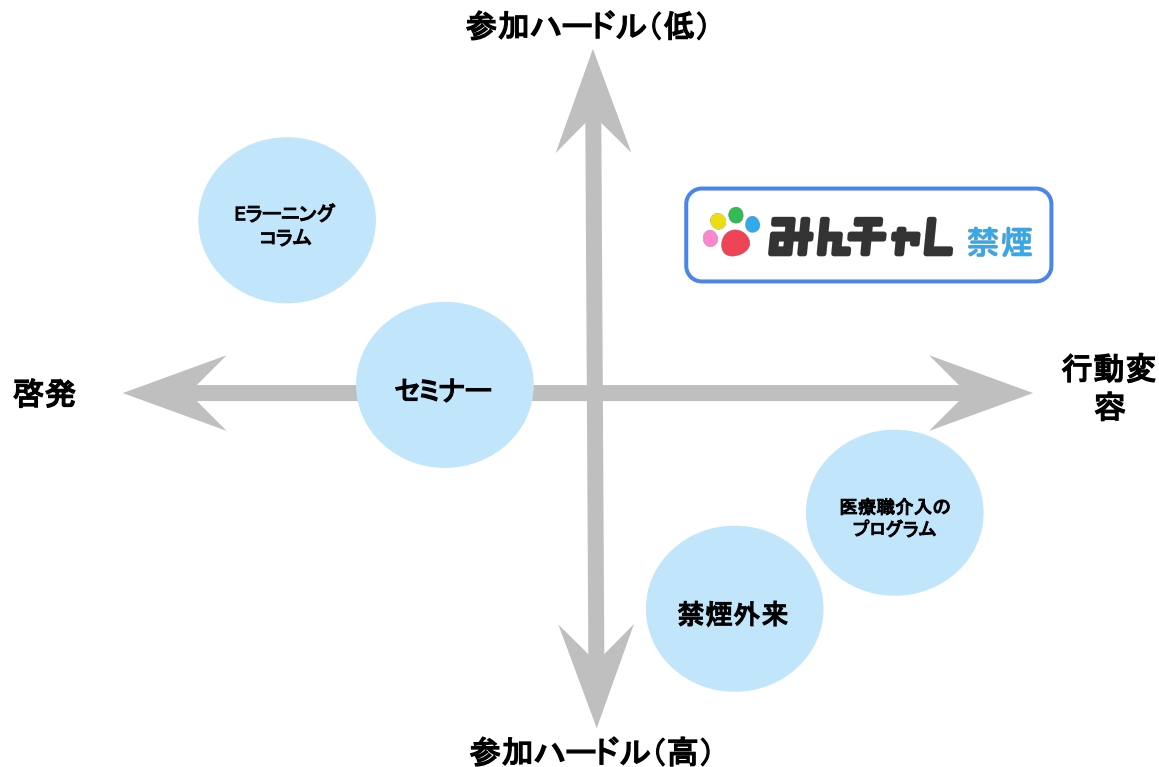 参加ハードル（低）
Eラーニング
コラム
みんチャレ 禁煙
セミナー
啓発
行動変
容
医療職介入の
プログラム
禁煙外来
参加ハードル（高）